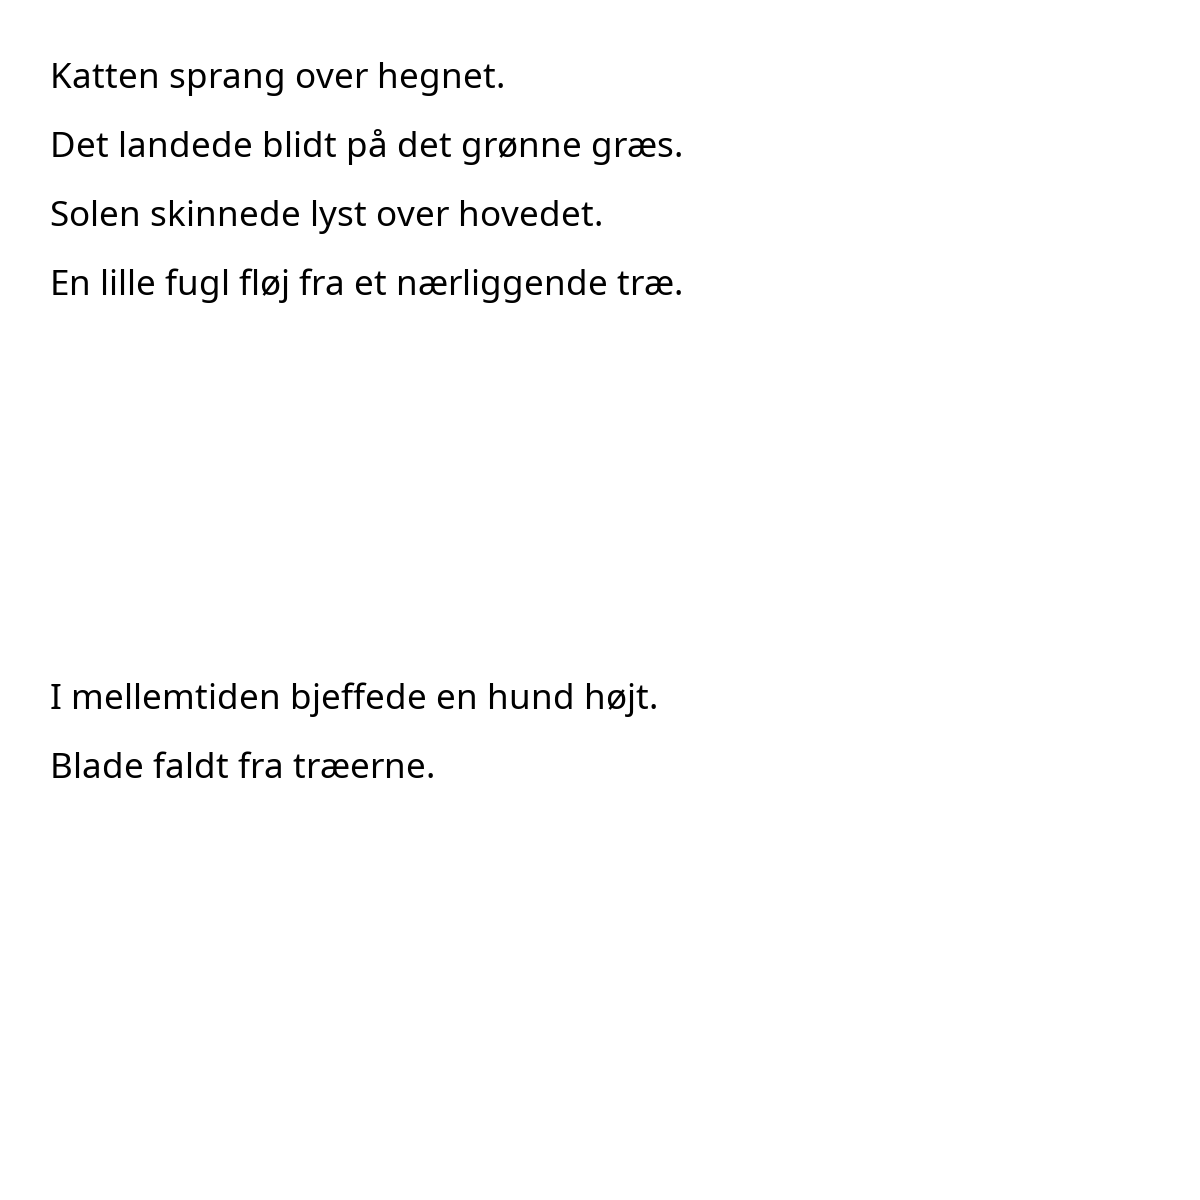 Katten sprang over hegnet.
Det landede blidt på det grønne græs.
Solen skinnede lyst over hovedet.
En lille fugl fløj fra et nærliggende træ.
I mellemtiden bjeffede en hund højt.
Blade faldt fra træerne.